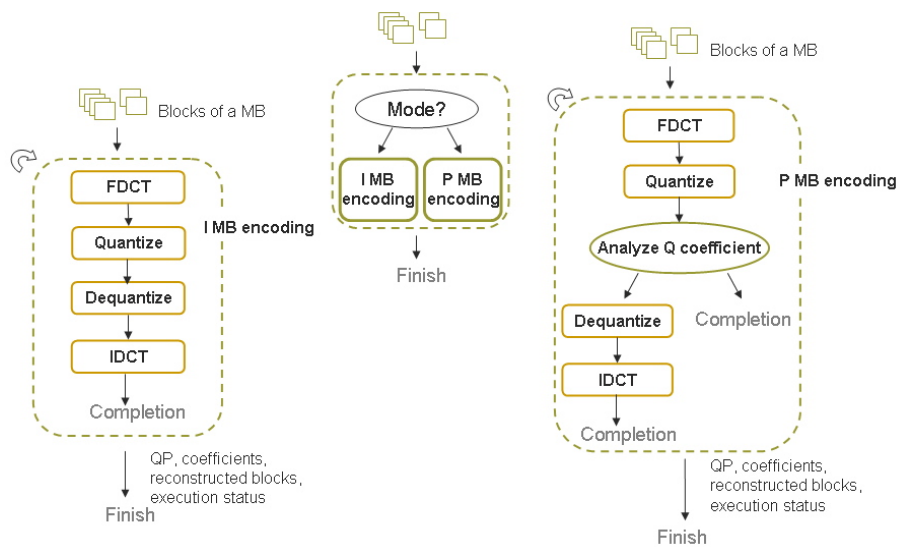 Blocks of a MB
FDCT
Quantize
Dequantize
IDCT
Completion
I MB encoding
QP, coefficients,
reconstructed blocks,
execution status
Finish
Mode?
I MB
encoding
P MB
encoding
Finish
Blocks of a MB
FDCT
Quantize
P MB encoding
Analyze Q coefficient
Dequantize
Completion
IDCT
Completion
QP, coefficients,
reconstructed blocks,
execution status
Finish